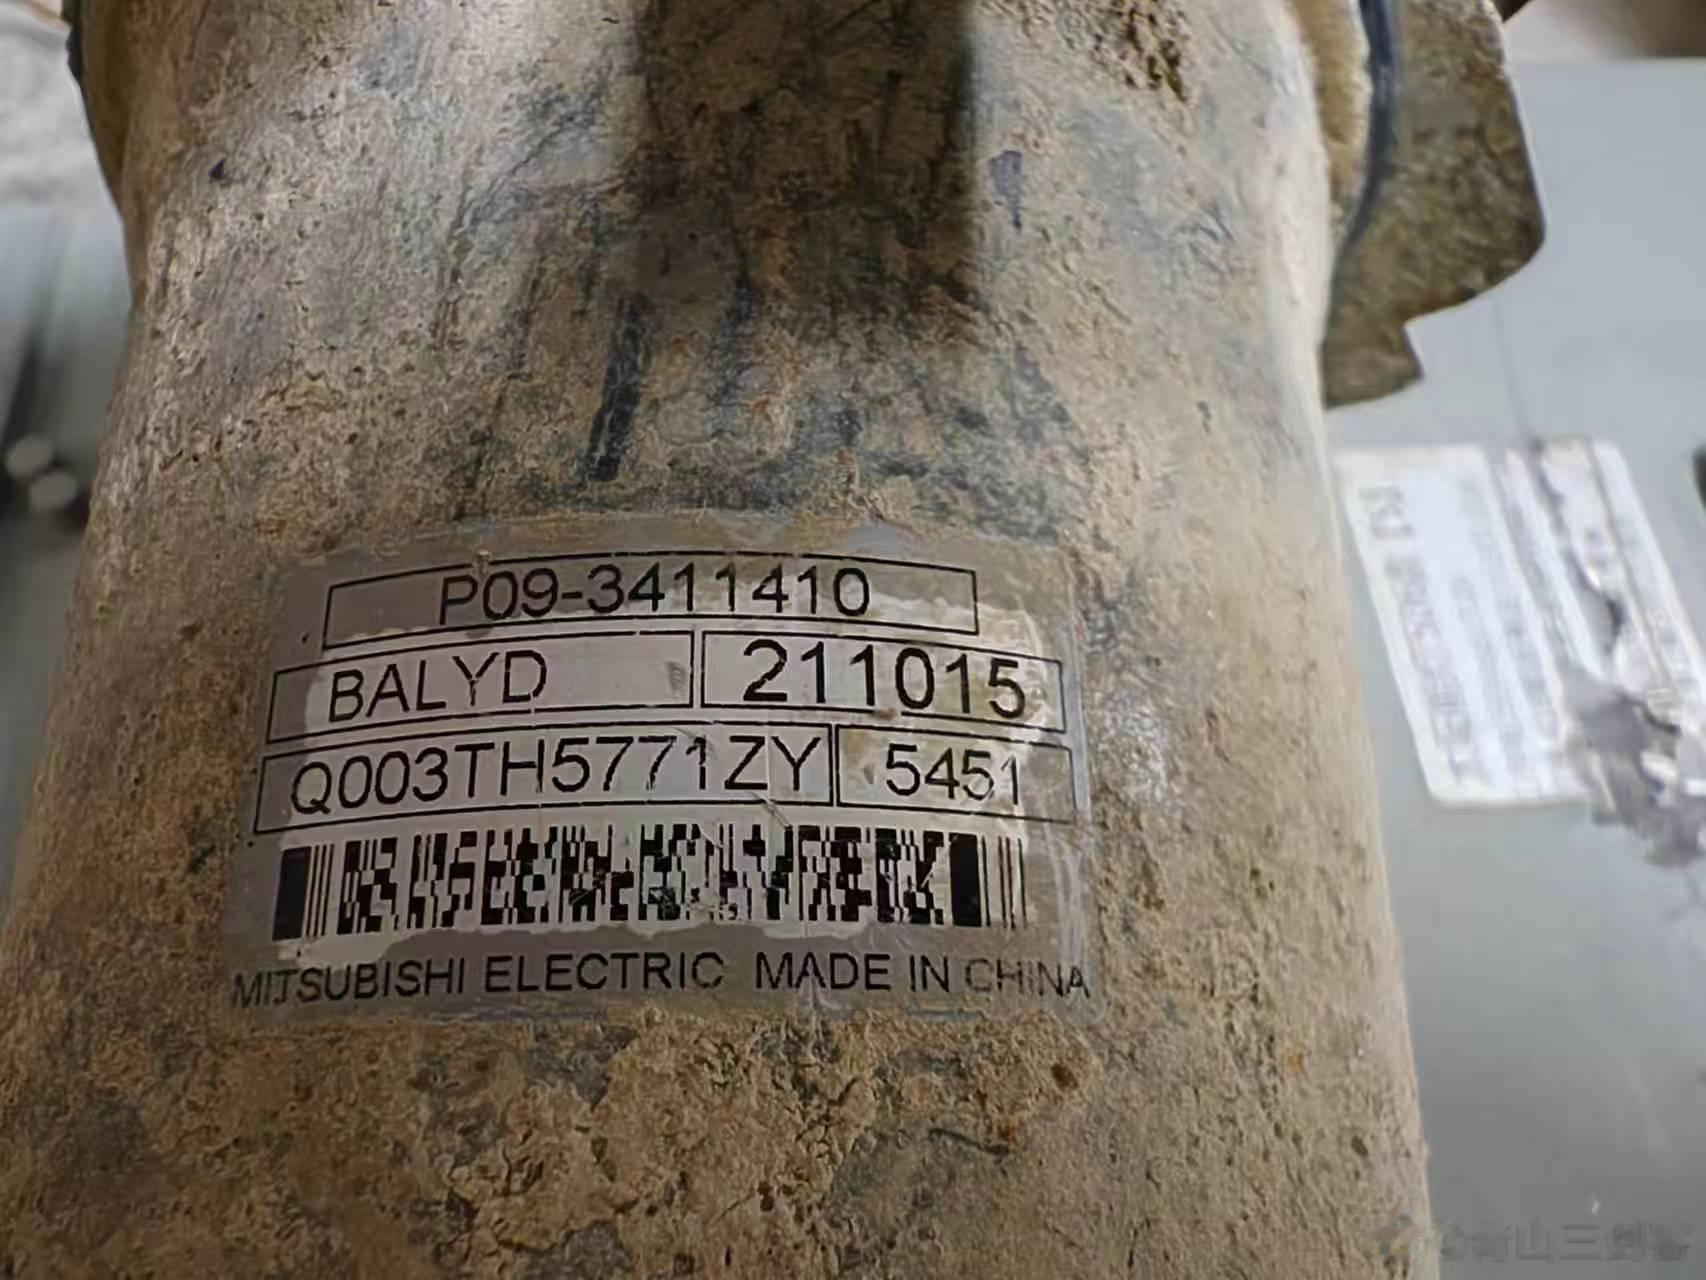 P09-3411410
BALYD 211015
Q003TH5771ZY 5451
MITSUBISHI ELECTRIC MADE IN CHINA